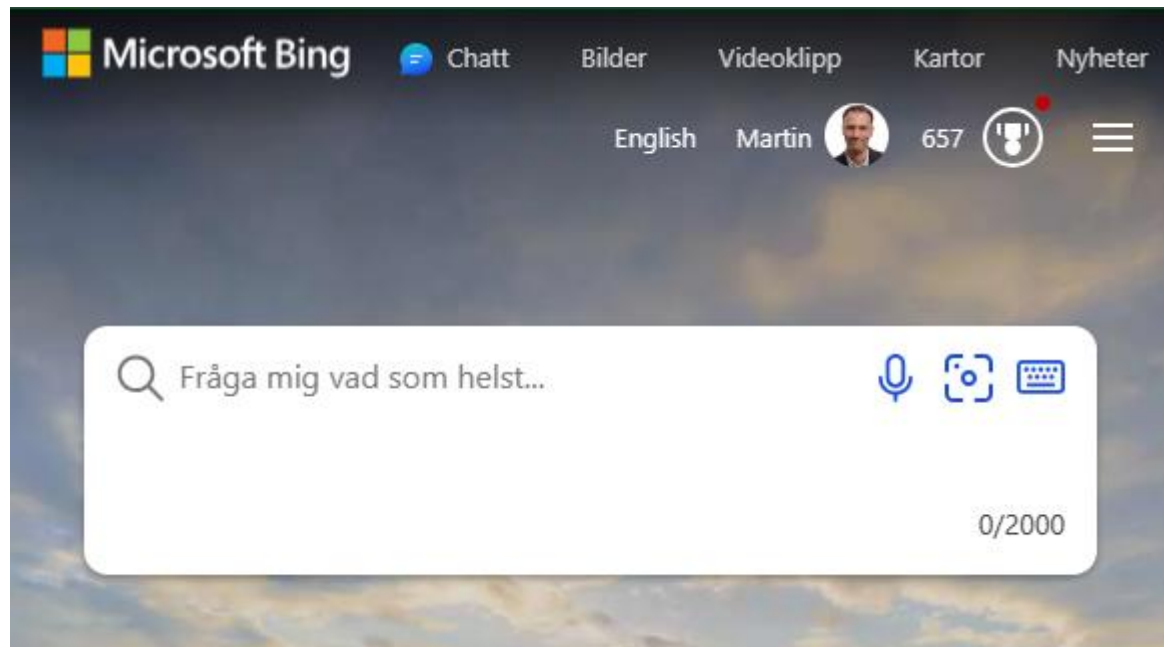 Microsoft Bing Chatt Bilder Videoklipp Kartor Nyheter
English Martin 657
Fråga mig vad som helst...
0/2000